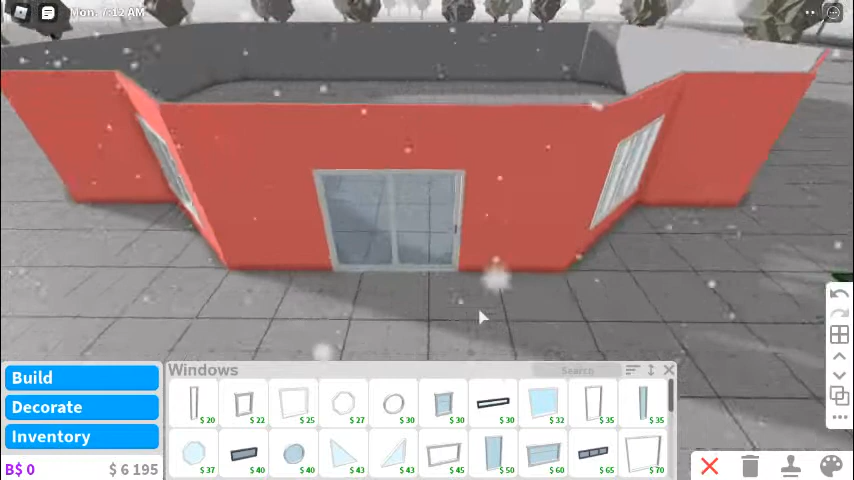 Mon. 7:12 AM
Windows
Search
Build
Decorate
Inventory
B$ 0
$ 6 195
$ 20
$ 22
$ 25
$ 27
$ 30
$ 30
$ 30
$ 32
$ 35
$ 35
$ 37
$ 40
$ 40
$ 43
$ 43
$ 45
$ 50
$ 60
$ 65
$ 70